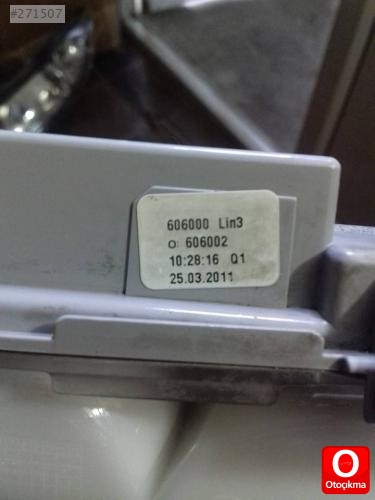 #271507
606000 Lin3
O: 606002
10:28:16 Q1
25.03.2011
O
Otoçıkma